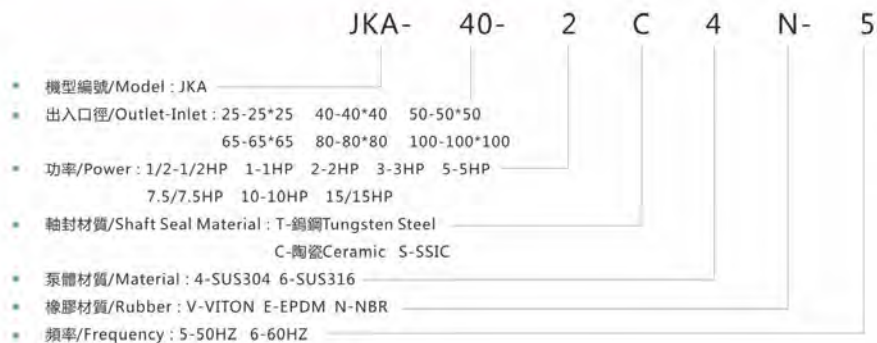 JKA- 40- 2 C 4 N- 5
▪ 機型編號/Model : JKA
▪ 出入口徑/Outlet-Inlet : 25-25*25 40-40*40 50-50*50
65-65*65 80-80*80 100-100*100
▪ 功率/Power : 1/2-1/2HP 1-1HP 2-2HP 3-3HP 5-5HP
7.5/7.5HP 10-10HP 15/15HP
▪ 軸封材質/Shaft Seal Material : T-鎢鋼Tungsten Steel
C-陶瓷Ceramic S-SSIC
▪ 泵體材質/Material : 4-SUS304 6-SUS316
▪ 橡膠材質/Rubber : V-VITON E-EPDM N-NBR
▪ 頻率/Frequency : 5-50HZ 6-60HZ